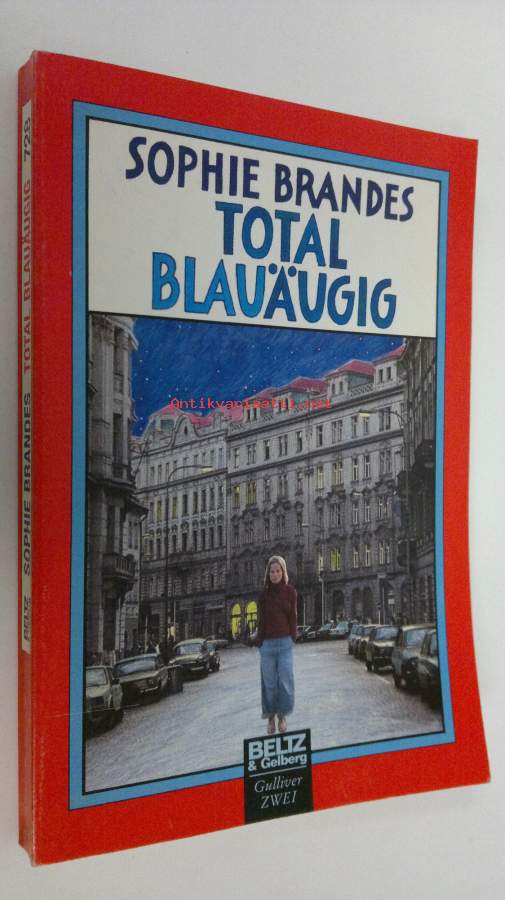 SOPHIE BRANDES
TOTAL
BLAUÄUGIG
Antikvariaatti.net
BELTZ
& Gelberg
Gulliver
ZWEI
BELTZ SOPHIE BRANDES TOTAL BLAUÄUGIG 728